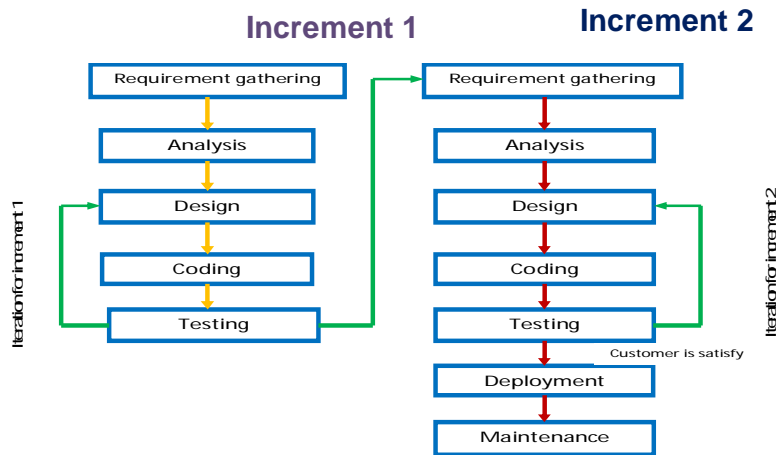 Increment 1
Requirement gathering
Analysis
Design
Coding
Testing
Iteration for increment 1
Increment 2
Requirement gathering
Analysis
Design
Coding
Testing
Customer is satisfy
Deployment
Maintenance
Iteration for increment 2